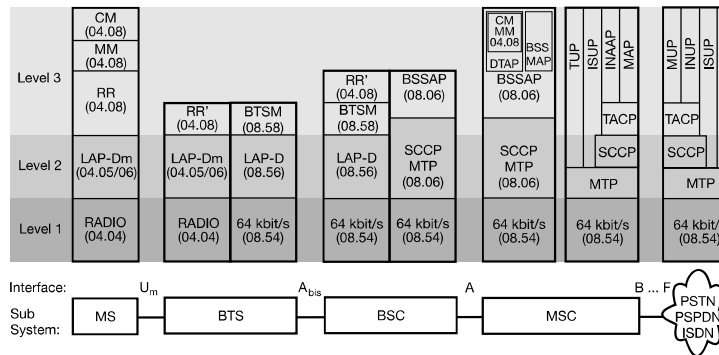 Level 3
Level 2
Level 1
CM
(04.08)
MM
(04.08)
RR
(04.08)
LAP-Dm
(04.05/06)
RADIO
(04.04)
RR'
(04.08)
LAP-Dm
(04.05/06)
RADIO
(04.04)
BTSM
(08.58)
LAP-D
(08.56)
64 kbit/s
(08.54)
RR'
(04.08)
BTSM
(08.58)
LAP-D
(08.56)
64 kbit/s
(08.54)
BSSAP
(08.06)
SCCP
MTP
(08.06)
64 kbit/s
(08.54)
CM
MM
04.08
DTAP
BSS
MAP
BSSAP
(08.06)
SCCP
MTP
(08.06)
64 kbit/s
(08.54)
TUP
ISUP
INAAP
MAP
TACP
SCCP
MTP
64 kbit/s
(08.54)
MUP
INUP
ISUP
TACP
SCCP
MTP
64 kbit/s
(08.54)
Interface: Um Abis A B ... F
Sub
System:
MS
BTS
BSC
MSC
PSTN
PSPDN
ISDN